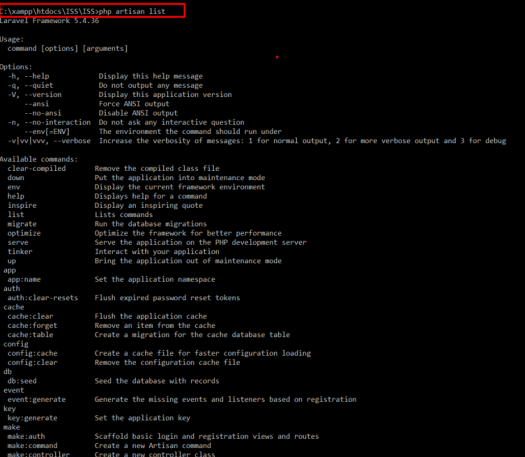 C:\xampp\htdocs\ISS\ISS>php artisan list
Laravel Framework 5.4.36
Usage:
command [options] [arguments]
Options:
-h, --help Display this help message
-q, --quiet Do not output any message
-V, --version Display this application version
--ansi Force ANSI output
--no-ansi Disable ANSI output
-n, --no-interaction Do not ask any interactive question
--env[=ENV] The environment the command should run under
-v|vv|vvv, --verbose Increase the verbosity of messages: 1 for normal output, 2 for more verbose output and 3 for debug
Available commands:
clear-compiled Remove the compiled class file
down Put the application into maintenance mode
env Display the current framework environment
help Displays help for a command
inspire Display an inspiring quote
list Lists commands
migrate Run the database migrations
optimize Optimize the framework for better performance
serve Serve the application on the PHP development server
tinker Interact with your application
up Bring the application out of maintenance mode
app
app:name Set the application namespace
auth
auth:clear-resets Flush expired password reset tokens
cache
cache:clear Flush the application cache
cache:forget Remove an item from the cache
cache:table Create a migration for the cache database table
config
config:cache Create a cache file for faster configuration loading
config:clear Remove the configuration cache file
db
db:seed Seed the database with records
event
event:generate Generate the missing events and listeners based on registration
key
key:generate Set the application key
make
make:auth Scaffold basic login and registration views and routes
make:command Create a new Artisan command
make:controller Create a new controller class